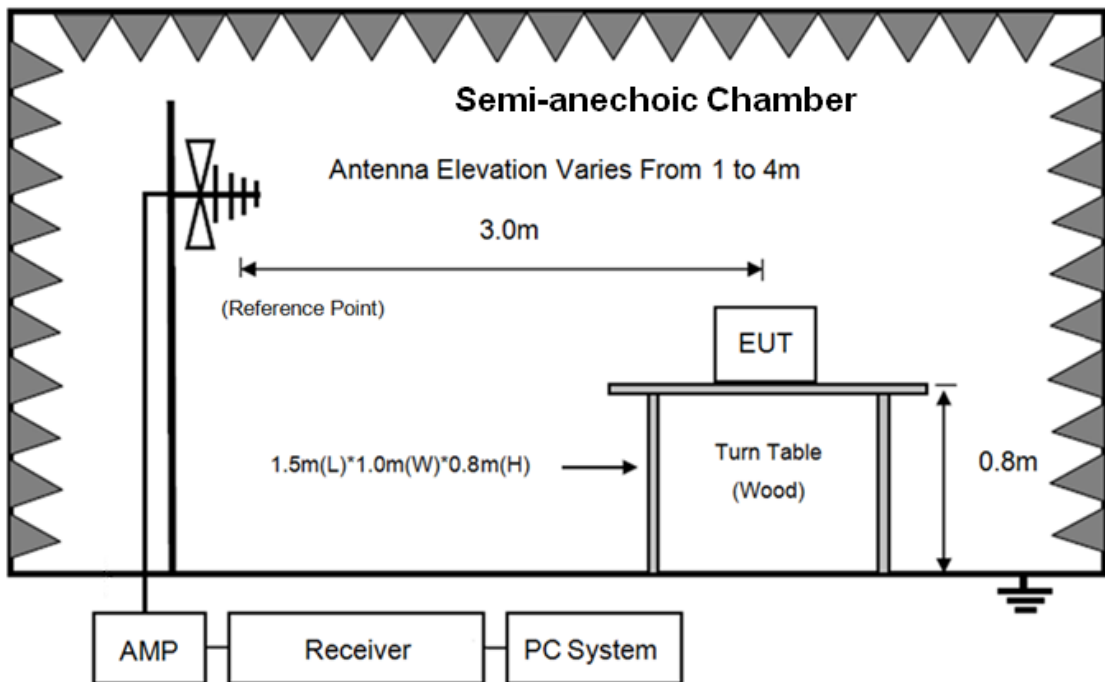 Semi-anechoic Chamber
Antenna Elevation Varies From 1 to 4m
3.0m
(Reference Point)
EUT
1.5m(L)*1.0m(W)*0.8m(H)
Turn Table
(Wood)
0.8m
AMP
Receiver
PC System